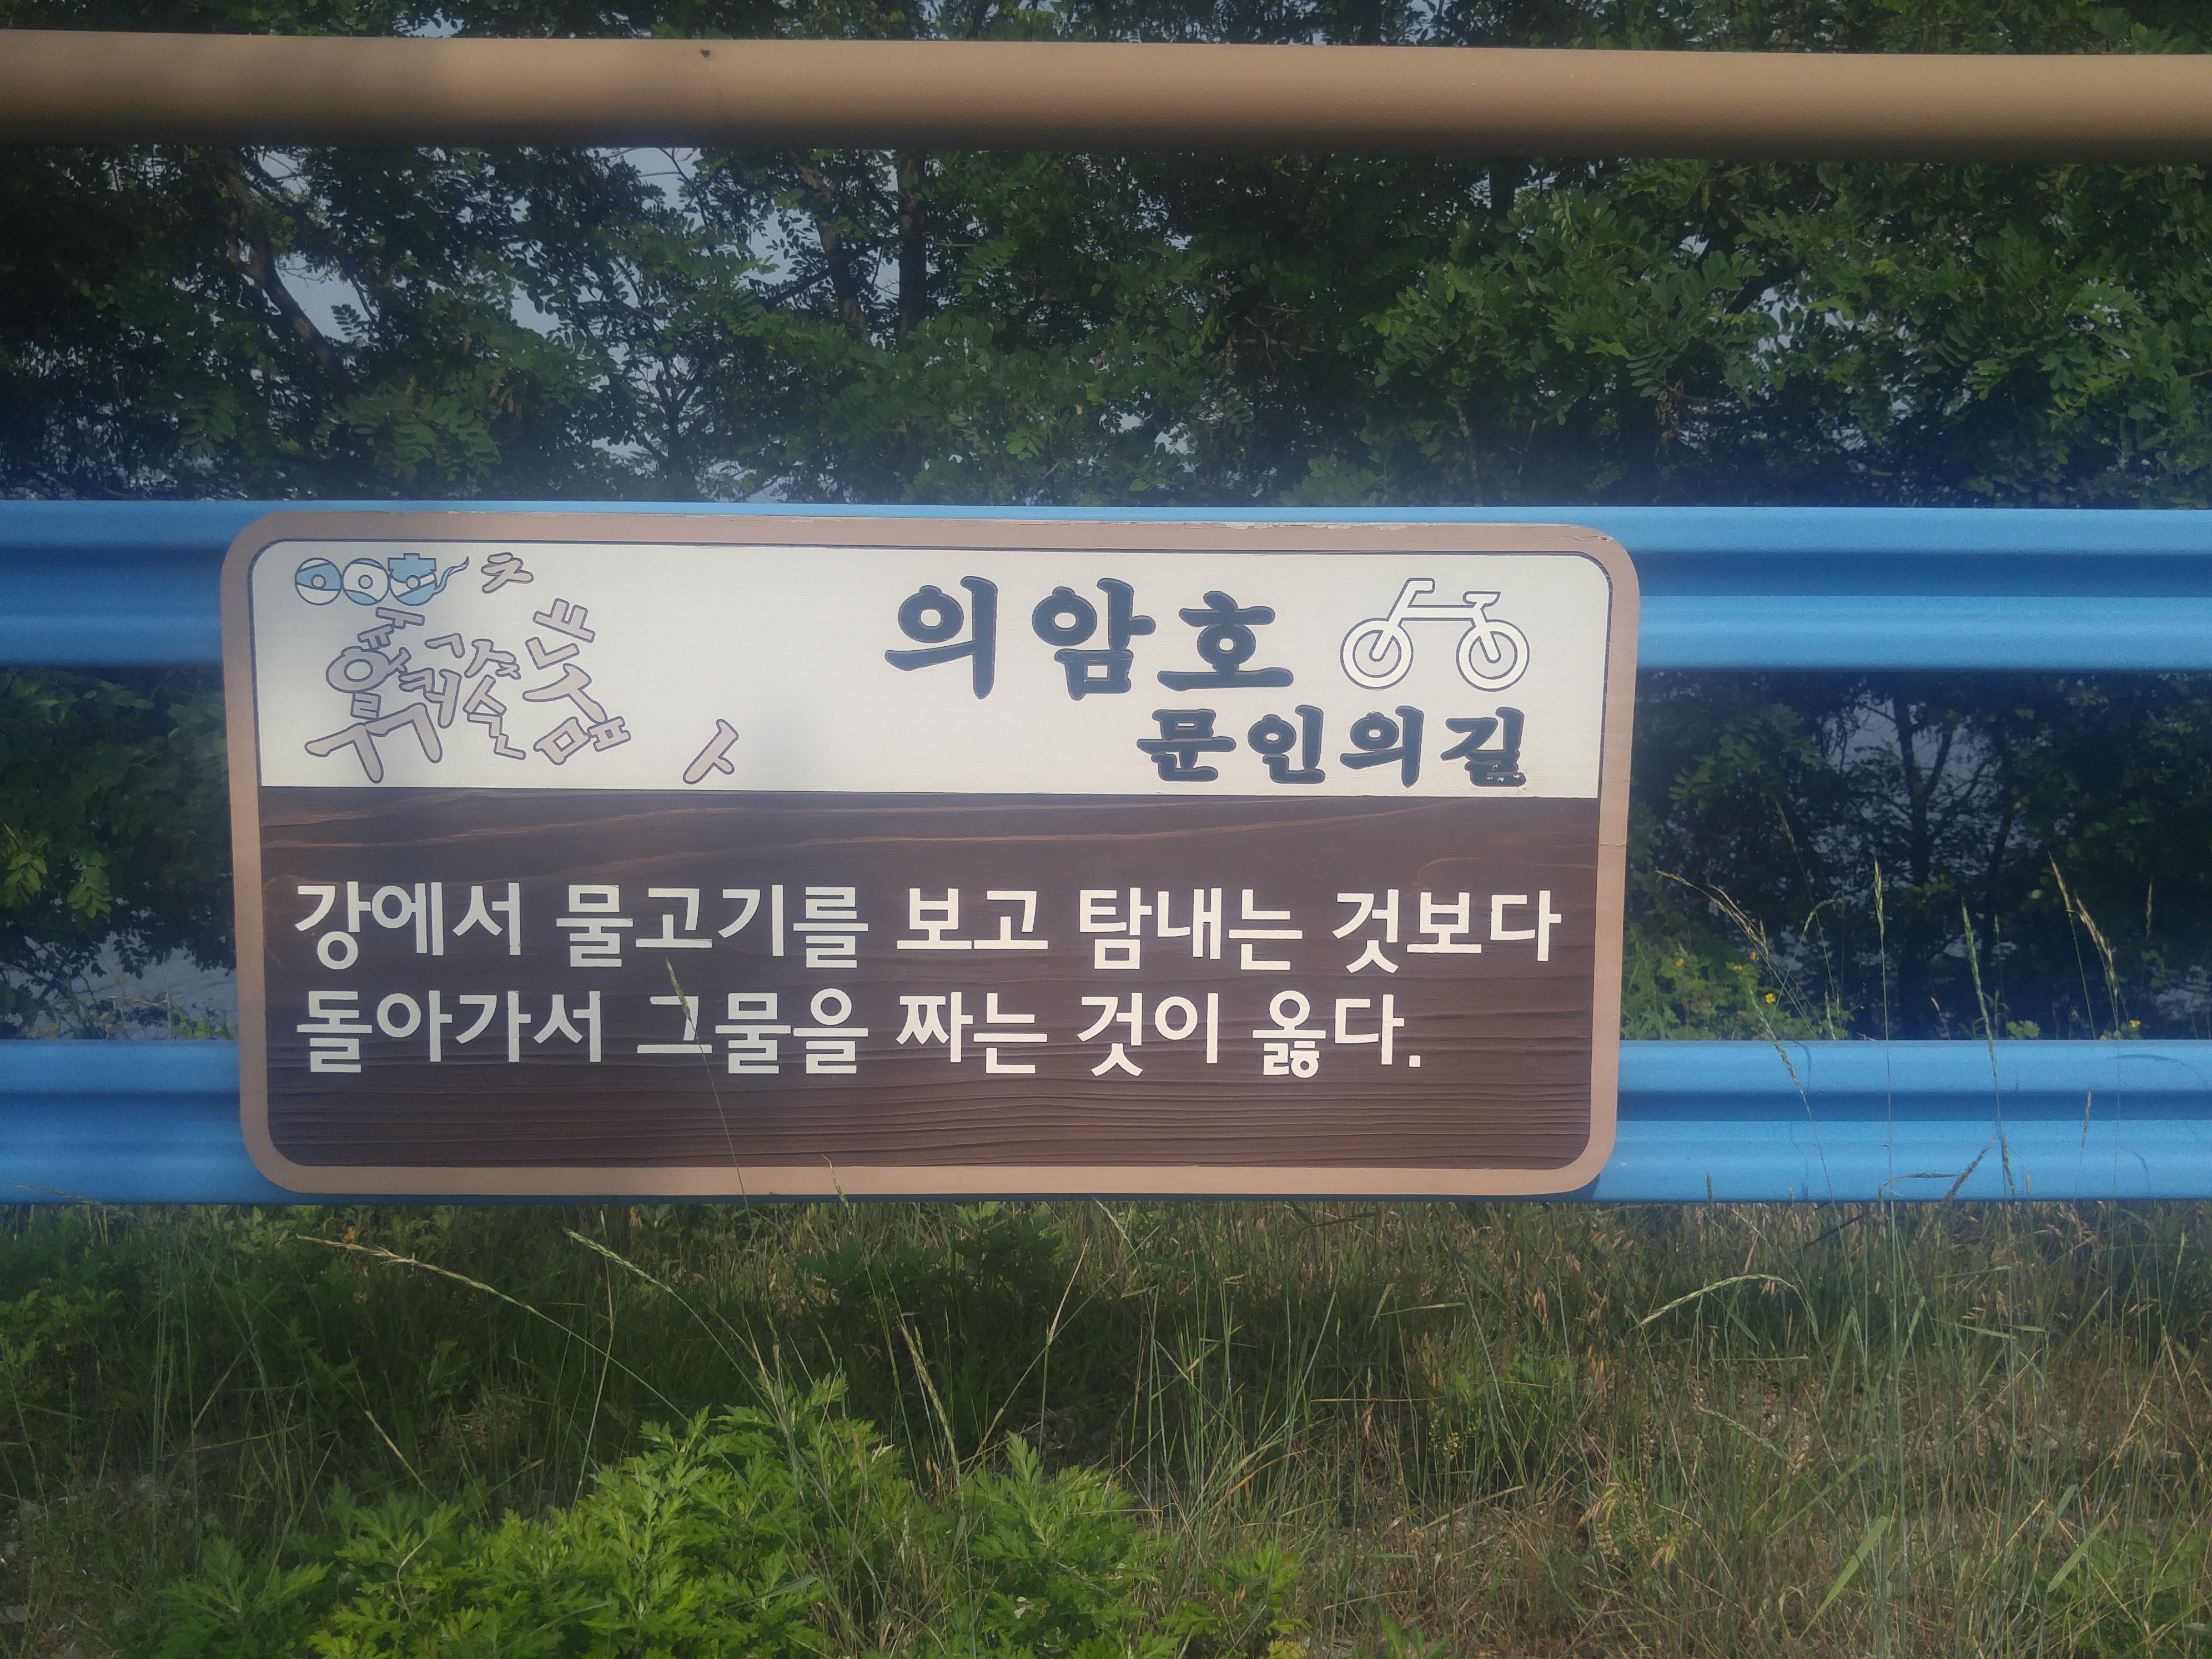 의암호
문인의길
강에서 물고기를 보고 탐내는 것보다
돌아가서 그물을 짜는 것이 옳다.